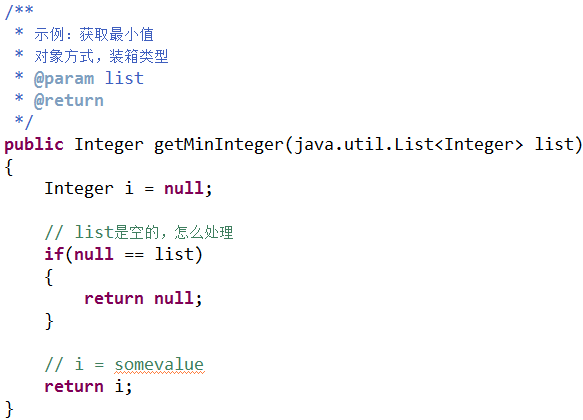 /**
 * 示例：获取最小值
 * 对象方式，装箱类型
 * @param list
 * @return
 */
public Integer getMinInteger(java.util.List<Integer> list)
{
    Integer i = null;

    // list是空的，怎么处理
    if(null == list)
    {
        return null;
    }

    // i = somevalue
    return i;
}